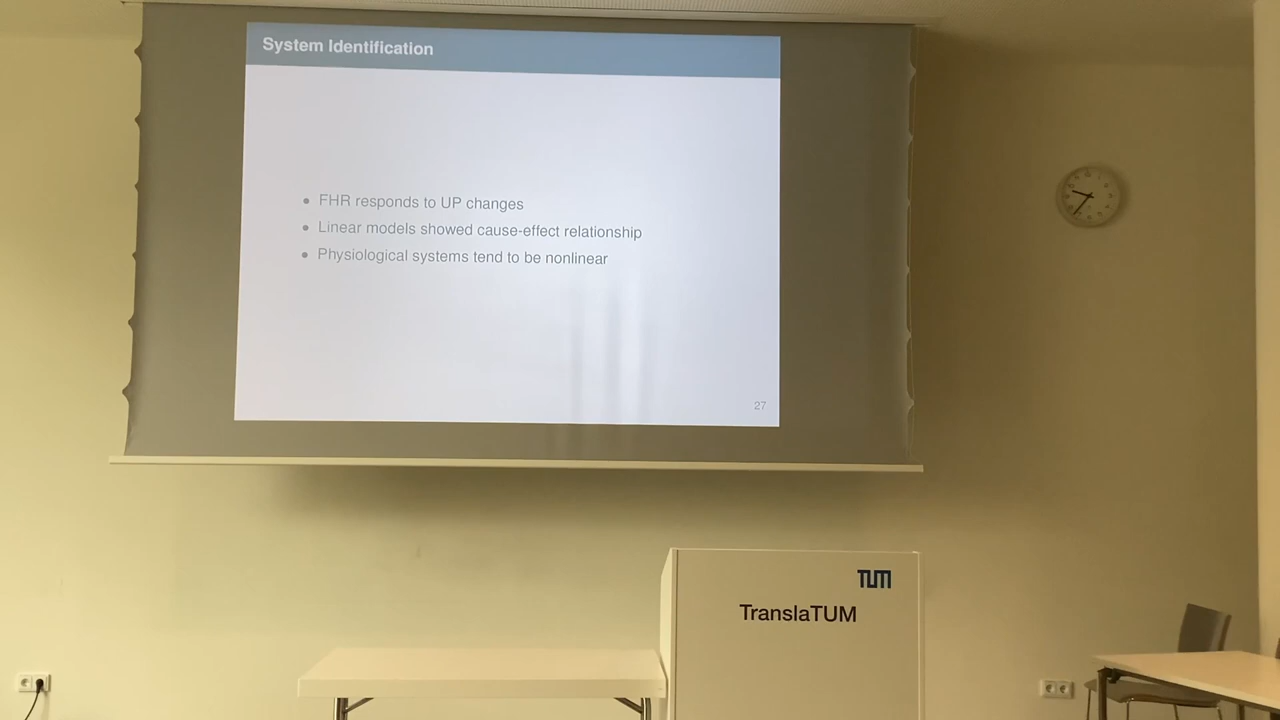 System Identification
FHR responds to UP changes
Linear models showed cause-effect relationship
Physiological systems tend to be nonlinear
27
TUM
TranslaTUM